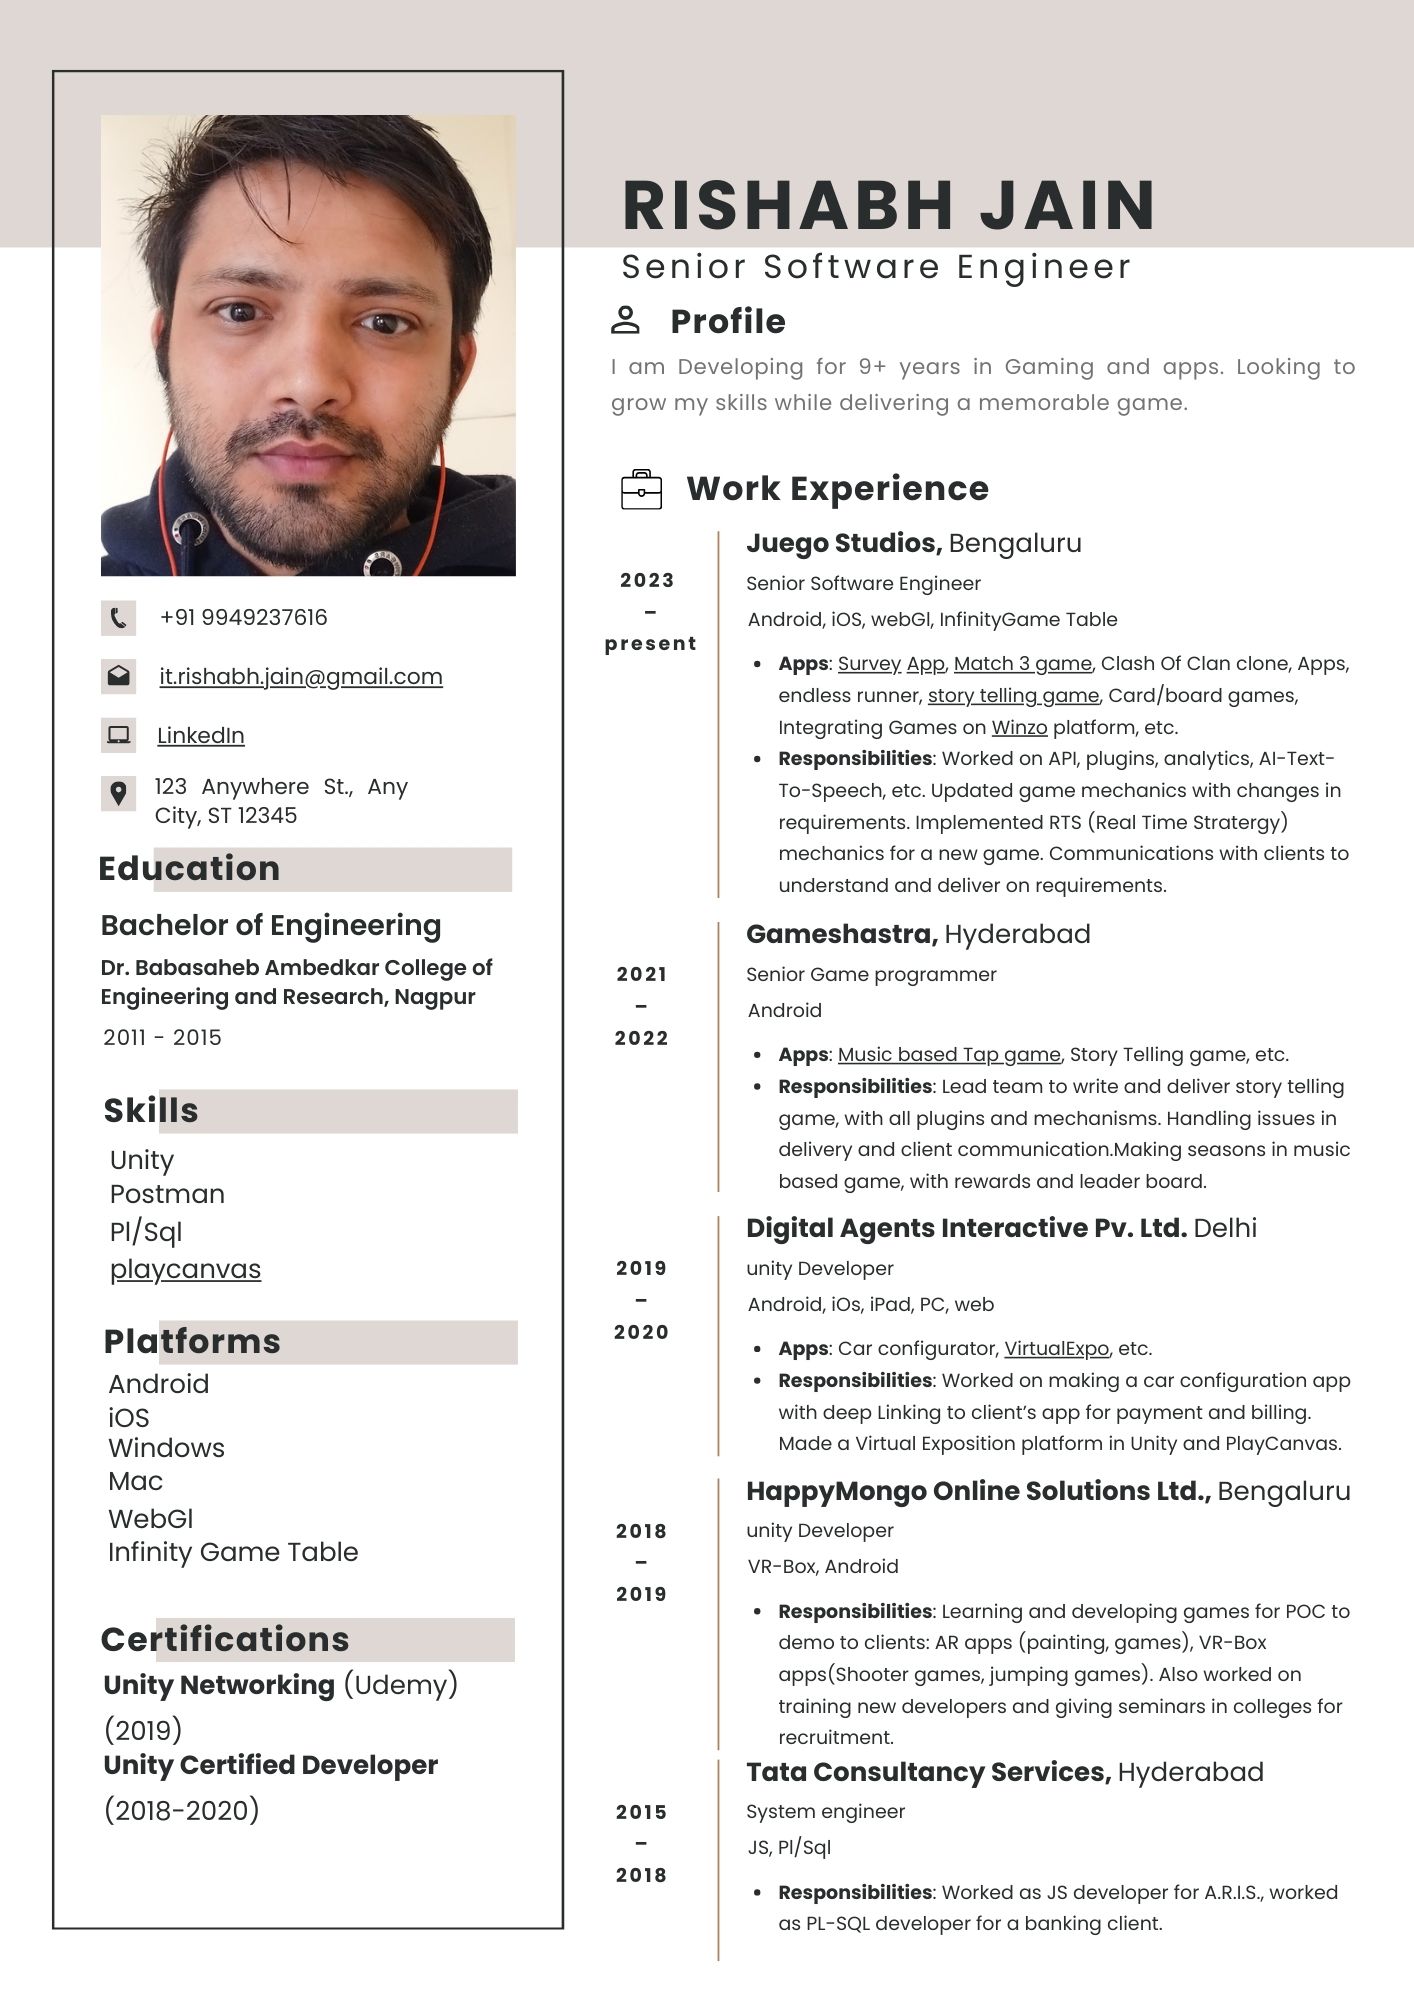 RISHABH JAIN
Senior Software Engineer
Profile
I am Developing for 9+ years in Gaming and apps. Looking to
grow my skills while delivering a memorable game.
+91 9949237616
it.rishabh.jain@gmail.com
LinkedIn
123 Anywhere St., Any
City, ST 12345
Education
Bachelor of Engineering
Dr. Babasaheb Ambedkar College of
Engineering and Research, Nagpur
2011 - 2015
Skills
Unity
Postman
Pl/Sql
playcanvas
Platforms
Android
iOS
Windows
Mac
WebGl
Infinity Game Table
Certifications
Unity Networking (Udemy)
(2019)
Unity Certified Developer
(2018-2020)
Work Experience
2023
–
present
Juego Studios, Bengaluru
Senior Software Engineer
Android, iOS, webGl, InfinityGame Table
• Apps: Survey App, Match 3 game, Clash Of Clan clone, Apps,
endless runner, story telling game, Card/board games,
Integrating Games on Winzo platform, etc.
• Responsibilities: Worked on API, plugins, analytics, AI-Text-
To-Speech, etc. Updated game mechanics with changes in
requirements. Implemented RTS (Real Time Stratergy)
mechanics for a new game. Communications with clients to
understand and deliver on requirements.
2021
–
2022
Gameshastra, Hyderabad
Senior Game programmer
Android
• Apps: Music based Tap game, Story Telling game, etc.
• Responsibilities: Lead team to write and deliver story telling
game, with all plugins and mechanisms. Handling issues in
delivery and client communication.Making seasons in music
based game, with rewards and leader board.
2019
–
2020
Digital Agents Interactive Pv. Ltd. Delhi
unity Developer
Android, iOs, iPad, PC, web
• Apps: Car configurator, VirtualExpo, etc.
• Responsibilities: Worked on making a car configuration app
with deep Linking to client’s app for payment and billing.
Made a Virtual Exposition platform in Unity and PlayCanvas.
2018
–
2019
HappyMongo Online Solutions Ltd., Bengaluru
unity Developer
VR-Box, Android
• Responsibilities: Learning and developing games for POC to
demo to clients: AR apps (painting, games), VR-Box
apps(Shooter games, jumping games). Also worked on
training new developers and giving seminars in colleges for
recruitment.
2015
–
2018
Tata Consultancy Services, Hyderabad
System engineer
JS, Pl/Sql
• Responsibilities: Worked as JS developer for A.R.I.S., worked
as PL-SQL developer for a banking client.